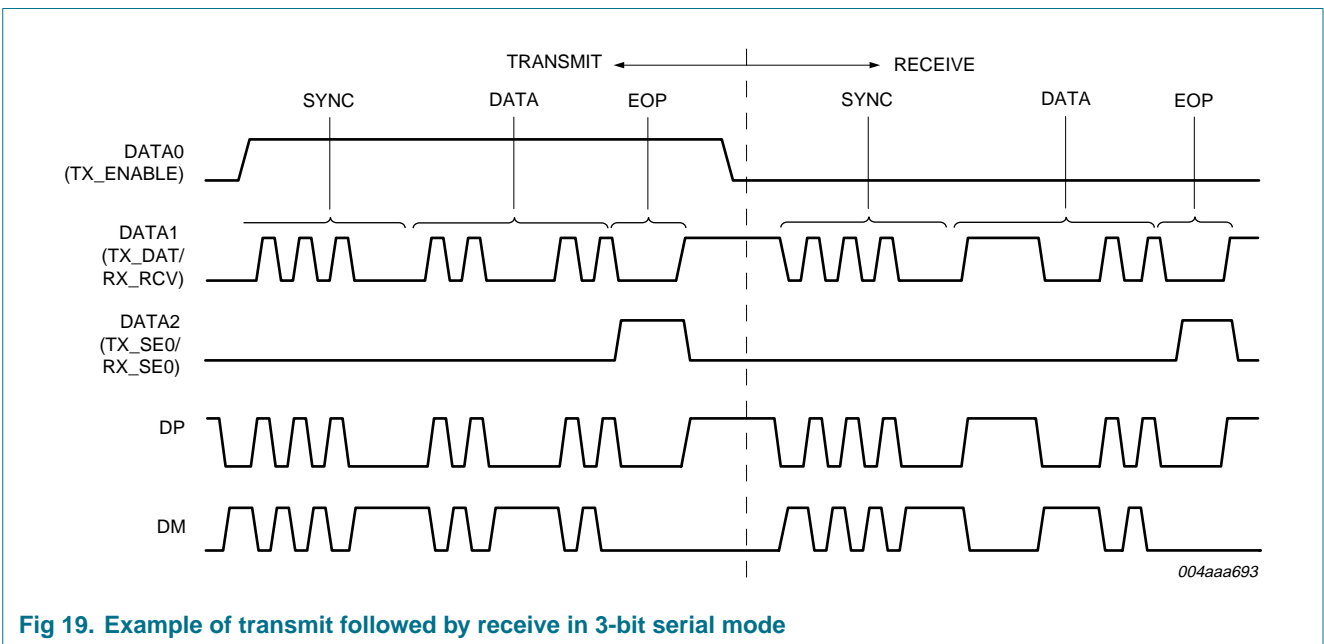 TRANSMIT
RECEIVE
SYNC
DATA
EOP
SYNC
DATA
EOP
DATA0
(TX_ENABLE)
DATA1
(TX_DAT/
RX_RCV)
DATA2
(TX_SE0/
RX_SE0)
DP
DM
004aaa693
Fig 19. Example of transmit followed by receive in 3-bit serial mode